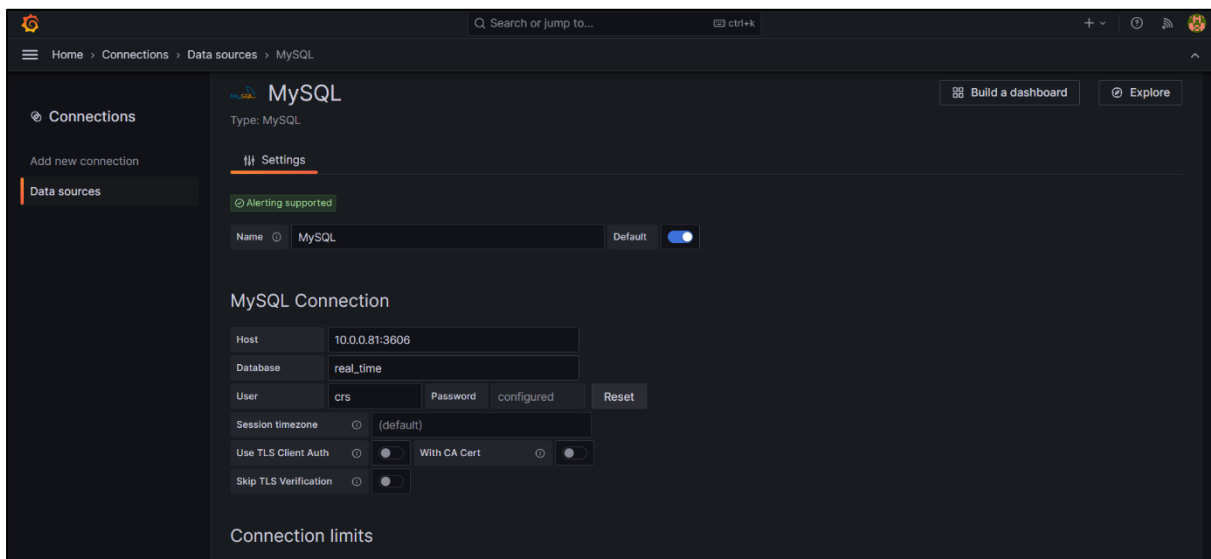 Search or jump to... ctrl+k
Home › Connections › Data sources › MySQL
Connections
Add new connection
Data sources
MySQL
MySQL
Type: MySQL
Build a dashboard
Explore
Settings
Alerting supported
Name MySQL Default
MySQL Connection
Host 10.0.0.81:3606
Database real_time
User crs Password configured Reset
Session timezone (default)
Use TLS Client Auth With CA Cert
Skip TLS Verification
Connection limits